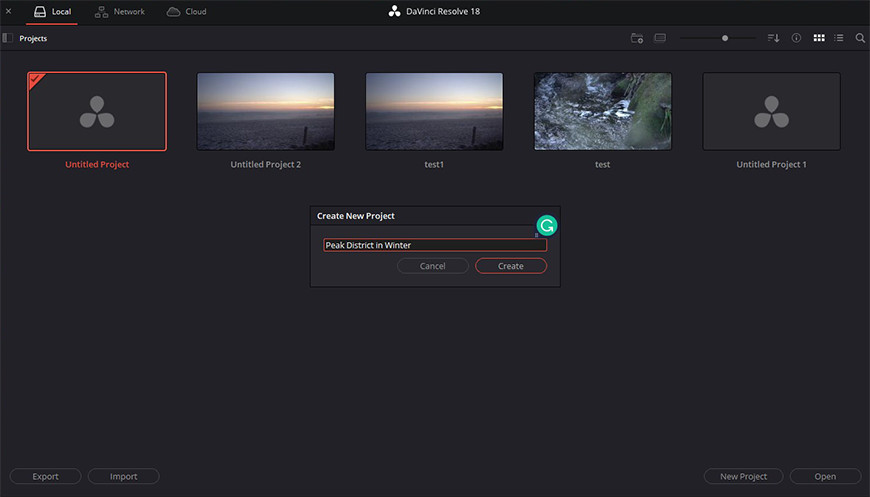 Local
Network
Cloud
DaVinci Resolve 18
Projects
Untitled Project
Untitled Project 2
test1
test
Untitled Project 1
Create New Project
Peak District in Winter
Cancel
Create
Export
Import
New Project
Open